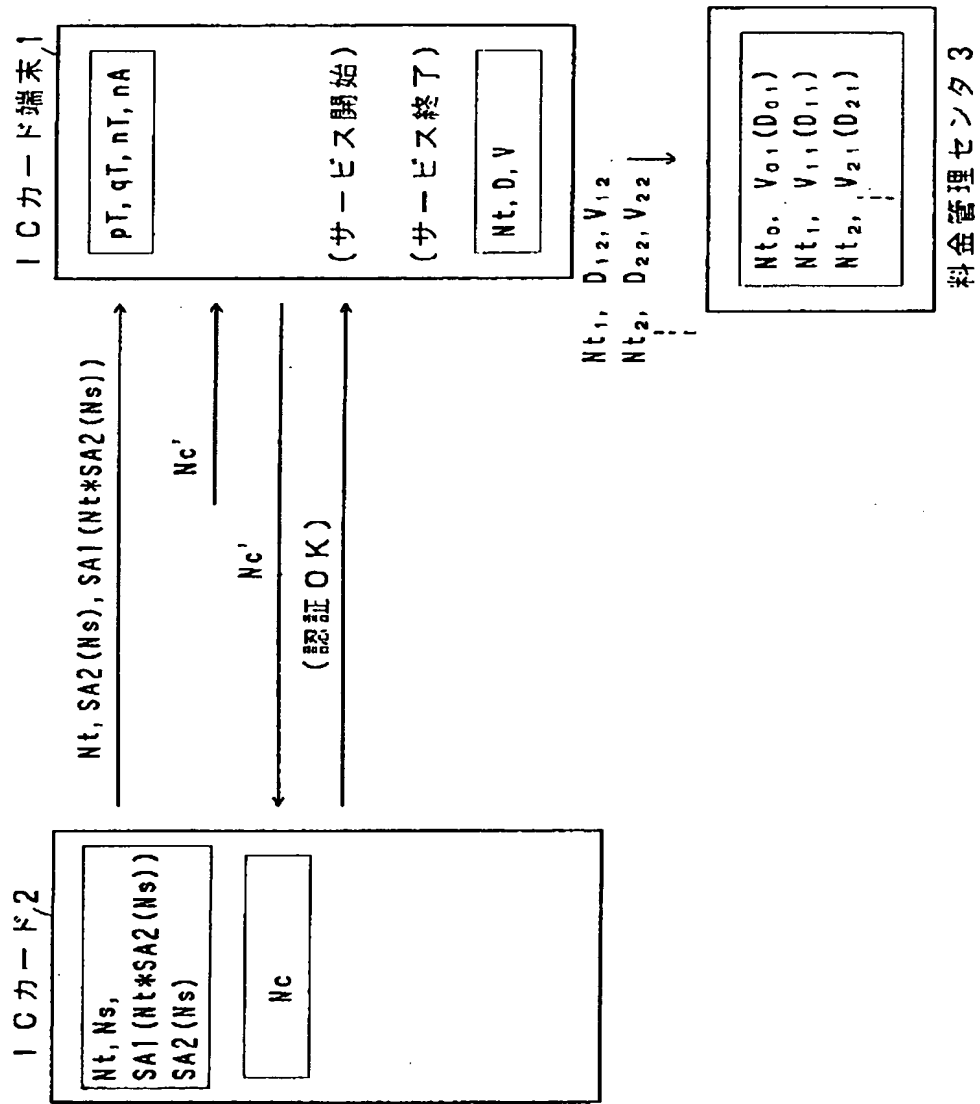 ICカード2
Nt, Ns,
SA1(Nt*SA2(Ns))
SA2(Ns)
Nc
Nt, SA2(Ns), SA1(Nt*SA2(Ns))
Nc'
Nc'
(認証OK)
ICカード端末1
pT, qT, nT, nA
(サービス開始)
(サービス終了)
Nt, D, V
Nt₁, D₁₂, V₁₂
Nt₂, D₂₂, V₂₂
Nt₀, V₀₁(D₀₁)
Nt₁, V₁₁(D₁₁)
Nt₂, V₂₁(D₂₁)
料金管理センタ3